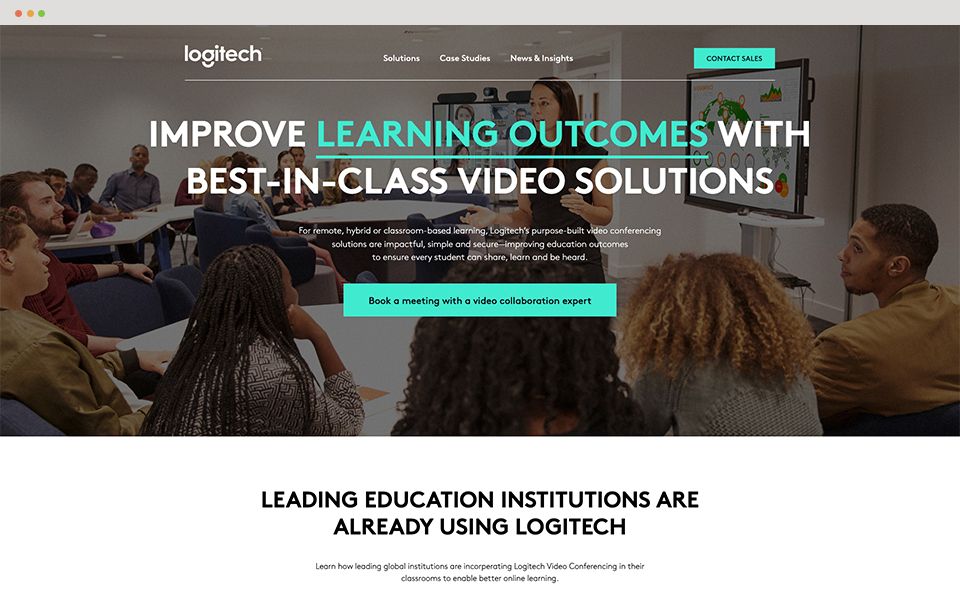 logitech
Solutions
Case Studies
News & Insights
CONTACT SALES
IMPROVE LEARNING OUTCOMES WITH
BEST-IN-CLASS VIDEO SOLUTIONS
For remote, hybrid or classroom-based learning, Logitech's purpose-built video conferencing
solutions are impactful, simple and secure—improving education outcomes
to ensure every student can share, learn and be heard.
Book a meeting with a video collaboration expert
LEADING EDUCATION INSTITUTIONS ARE
ALREADY USING LOGITECH
Learn how leading global institutions are incorperating Logitech Video Conferencing in their
classrooms to enable better online learning.